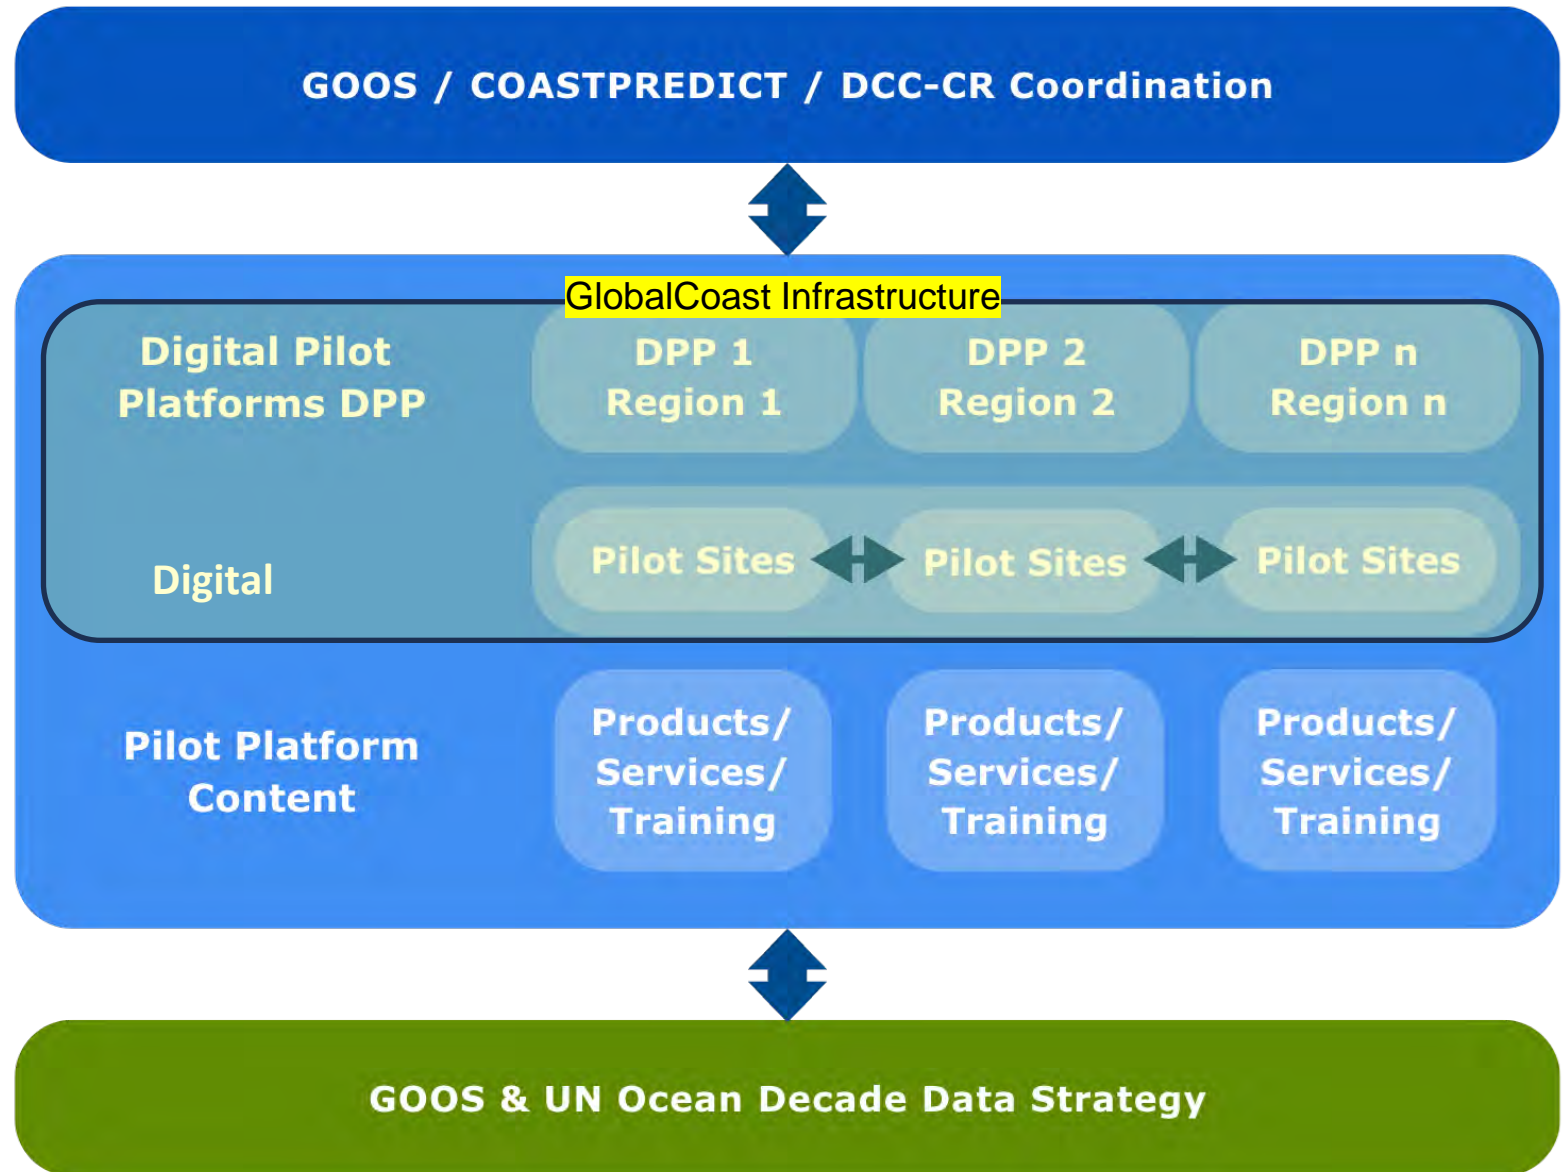 GOOS / COASTPREDICT / DCC-CR Coordination
GlobalCoast Infrastructure
Digital Pilot
Platforms DPP
DPP 1
Region 1
DPP 2
Region 2
DPP n
Region n
Digital
Pilot Sites
Pilot Sites
Pilot Sites
Pilot Platform
Content
Products/
Services/
Training
Products/
Services/
Training
Products/
Services/
Training
GOOS & UN Ocean Decade Data Strategy